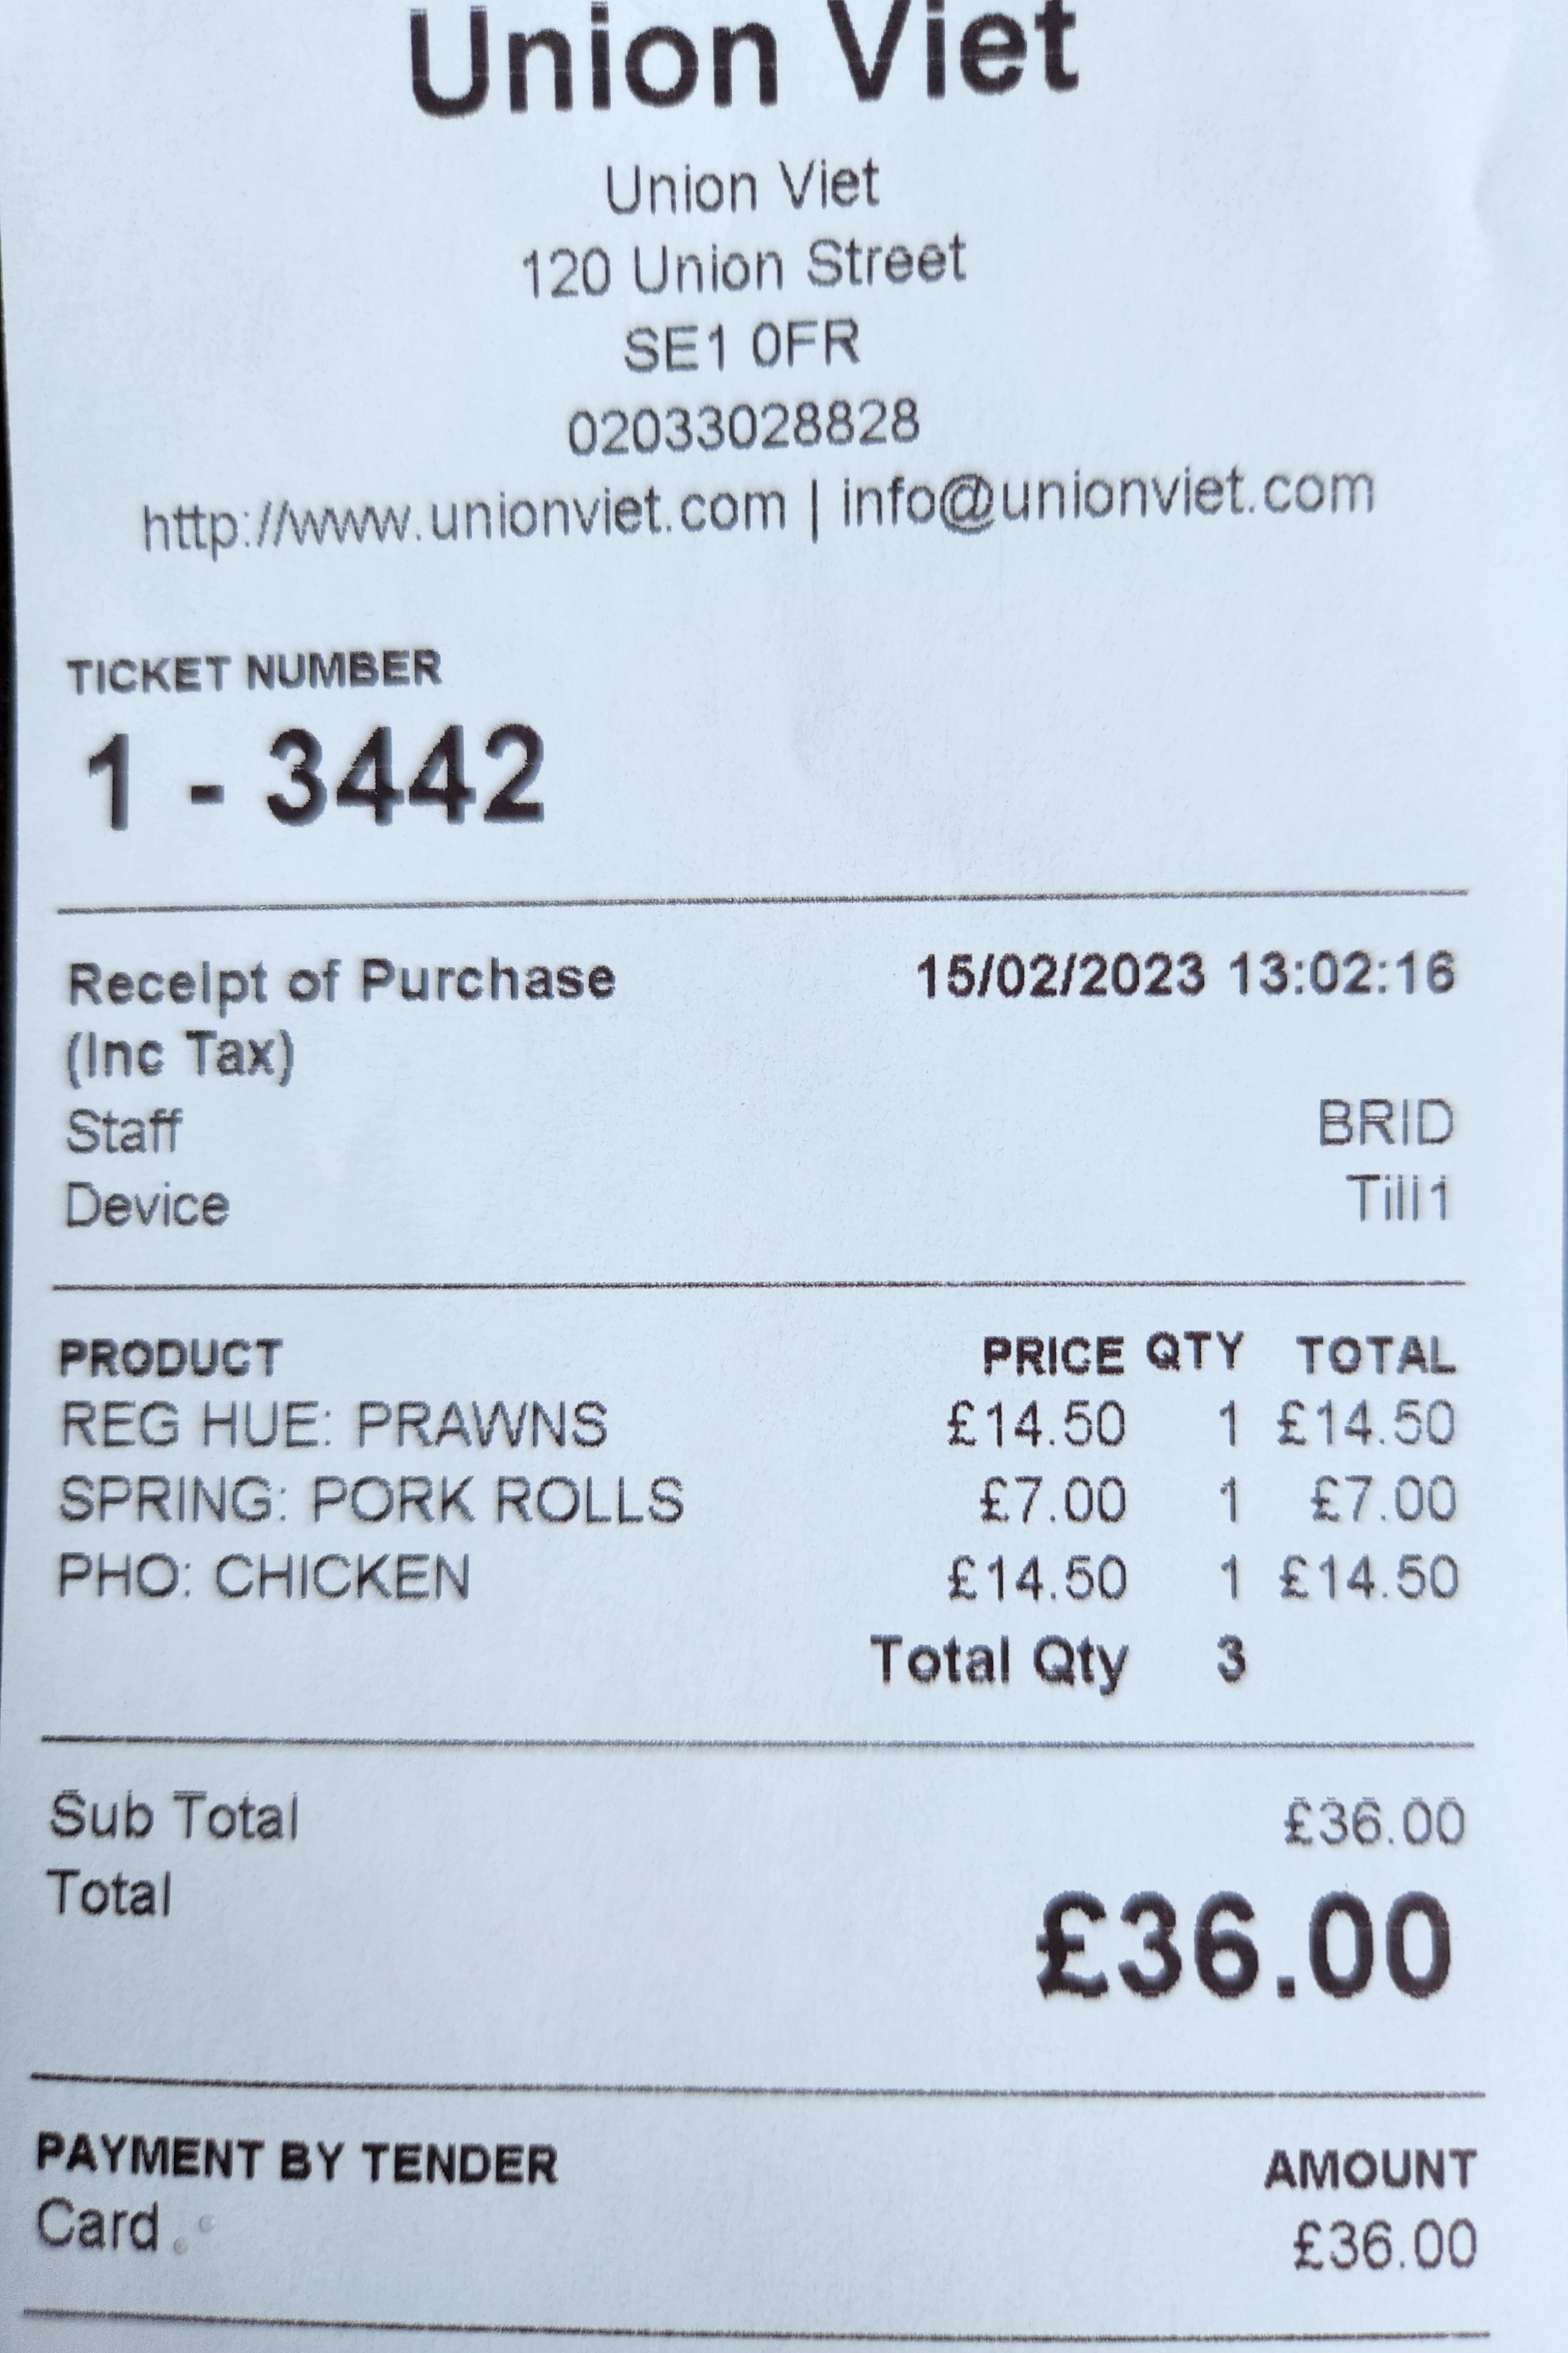 Union Viet
Union Viet
120 Union Street
SE1 0FR
02033028828
http://www.unionviet.com | info@unionviet.com
TICKET NUMBER
1 - 3442
Receipt of Purchase 15/02/2023 13:02:16
(Inc Tax)
Staff BRID
Device Till1
PRODUCT PRICE QTY TOTAL
REG HUE: PRAWNS £14.50 1 £14.50
SPRING: PORK ROLLS £7.00 1 £7.00
PHO: CHICKEN £14.50 1 £14.50
Total Qty 3
Sub Total £36.00
Total £36.00
PAYMENT BY TENDER AMOUNT
Card £36.00